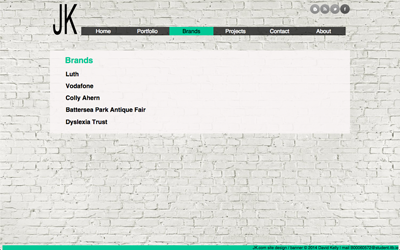 JK
Home Portfolio Brands Projects Contact About
Brands
Luth
Vodafone
Colly Ahern
Battersea Park Antique Fair
Dyslexia Trust